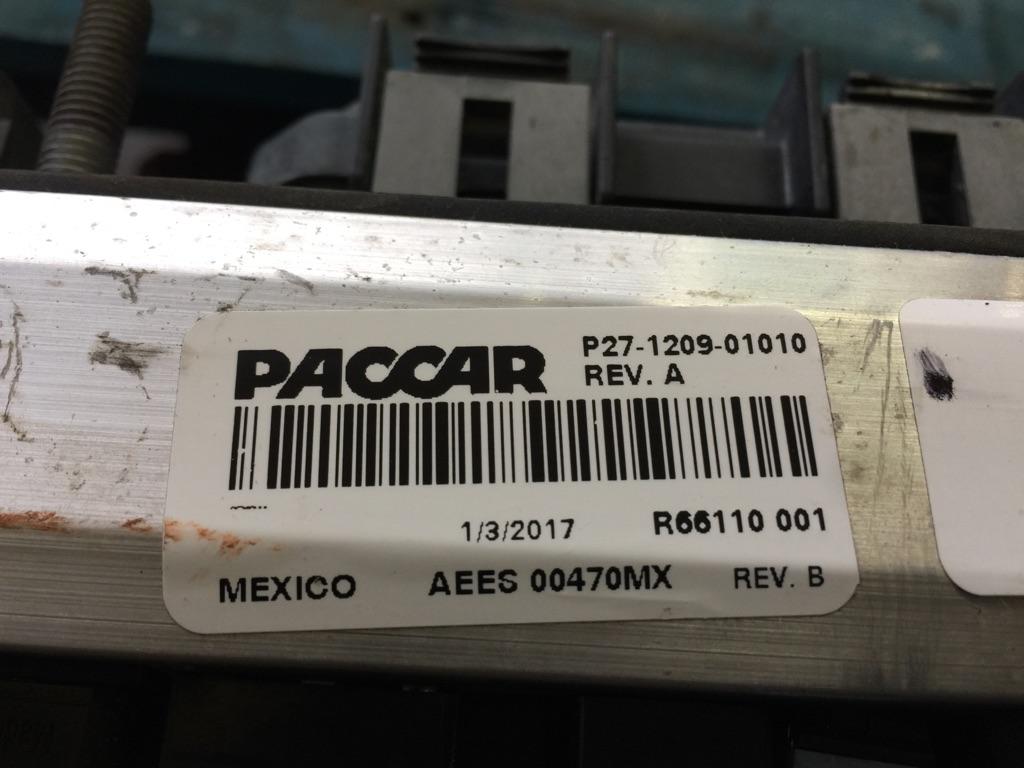 PACCAR
P27-1209-01010
REV. A
1/3/2017
R66110 001
MEXICO
AEES 00470MX
REV. B